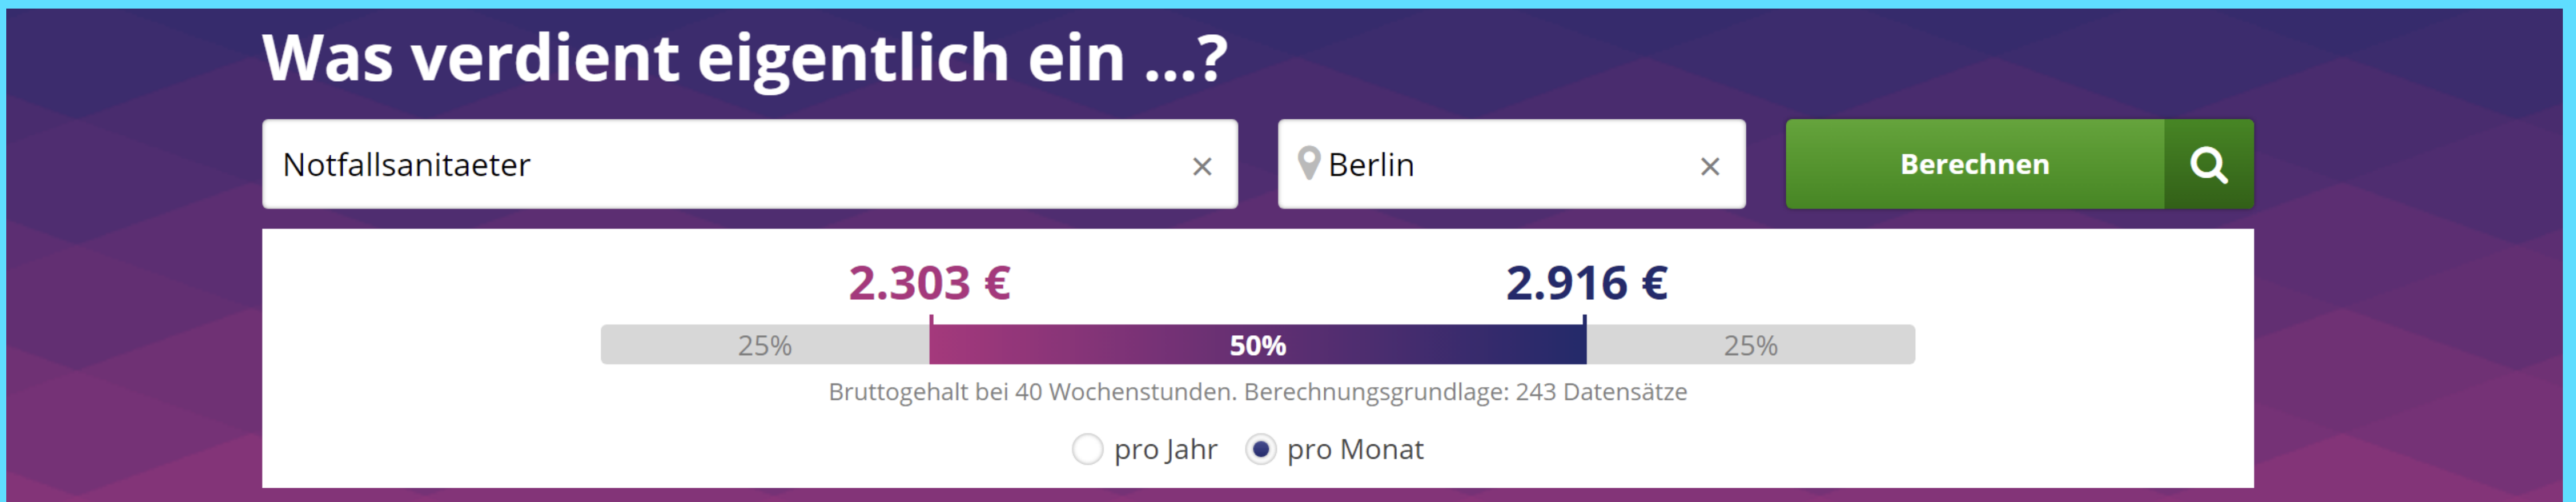 Was verdient eigentlich ein ...?
Notfallsanitaeter
Berlin
Berechnen
2.303 € 2.916 €
25% 50% 25%
Bruttogehalt bei 40 Wochenstunden. Berechnungsgrundlage: 243 Datensätze
pro Jahr pro Monat